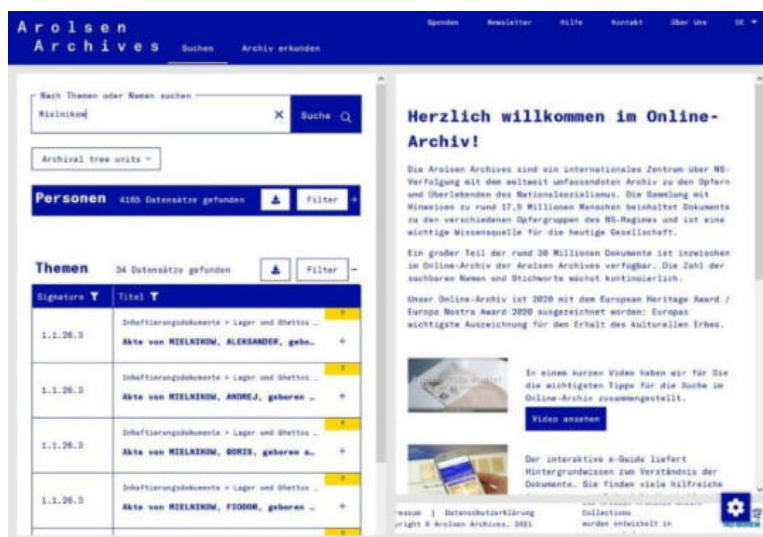 Arolsen
Archives
Suchen
Archiv erkunden
Spenden
Newsletter
Hilfe
Kontakt
Über Uns
DE
Nach Themen oder Namen suchen
Mielnikow
Suche
Archival tree units
Personen
4165 Datensätze gefunden
Filter
Themen
34 Datensätze gefunden
Filter
Signature
Titel
Inhaftierungsdokumente > Lager und Ghettos …
1.1.26.3
Akte von MIELNIKOW, ALEKSANDER, gebo…
Inhaftierungsdokumente > Lager und Ghettos …
1.1.26.3
Akte von MIELNIKOW, ANDREJ, geboren …
Inhaftierungsdokumente > Lager und Ghettos …
1.1.26.3
Akte von MIELNIKOW, BORIS, geboren a…
Inhaftierungsdokumente > Lager und Ghettos …
1.1.26.3
Akte von MIELNIKOW, FIODOR, geboren …
Herzlich willkommen im Online-
Archiv!
Die Arolsen Archives sind ein internationales Zentrum über NS-
Verfolgung mit dem weltweit umfassendsten Archiv zu den Opfern
und Überlebenden des Nationalsozialismus. Die Sammlung mit
Hinweisen zu rund 17,5 Millionen Menschen beinhaltet Dokumente
zu den verschiedenen Opfergruppen des NS-Regimes und ist eine
wichtige Wissensquelle für die heutige Gesellschaft.
Ein großer Teil der rund 30 Millionen Dokumente ist inzwischen
im Online-Archiv der Arolsen Archives verfügbar. Die Zahl der
suchbaren Namen und Stichworte wächst kontinuierlich.
Unser Online-Archiv ist 2020 mit dem European Heritage Award /
Europa Nostra Award 2020 ausgezeichnet worden: Europas
wichtigste Auszeichnung für den Erhalt des kulturellen Erbes.
In einem kurzen Video haben wir für Sie
die wichtigsten Tipps für die Suche im
Online-Archiv zusammengestellt.
Video ansehen
Der interaktive e-Guide liefert
Hintergrundwissen zum Verständnis der
Dokumente. Sie finden viele hilfreiche
ressum | Datenschutzerklärung
yright © Arolsen Archives, 2021
Collections
wurden entwickelt in